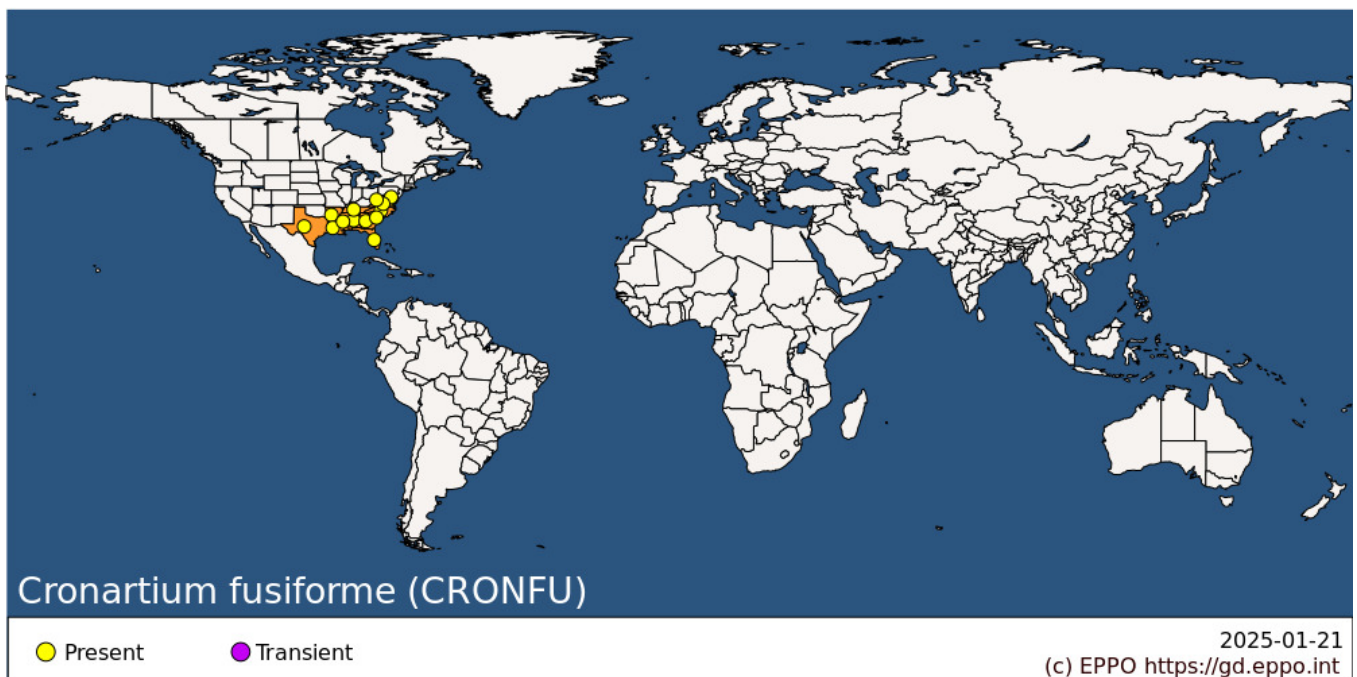 Cronartium fusiforme (CRONFU)
Present
Transient
2025-01-21
(c) EPPO https://gd.eppo.int